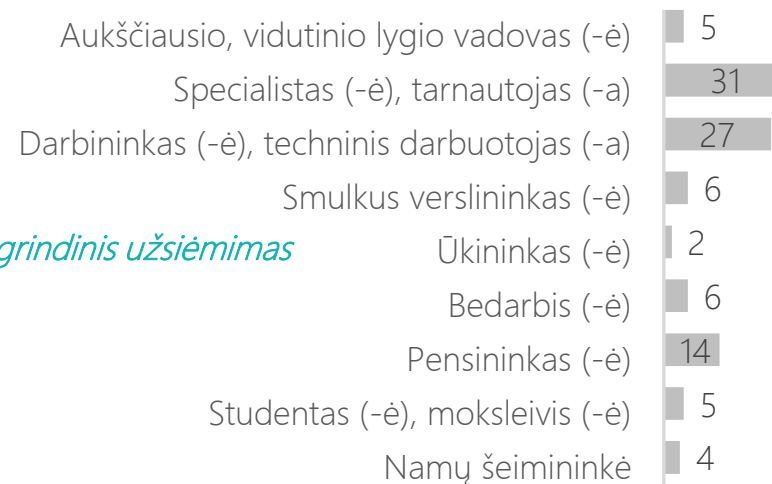 Aukščiausio, vidutinio lygio vadovas (-ė) 5
Specialistas (-ė), tarnautojas (-a) 31
Darbininkas (-ė), techninis darbuotojas (-a) 27
Smulkus verslininkas (-ė) 6
grindinis užsiėmimas Ūkininkas (-ė) 2
Bedarbis (-ė) 6
Pensininkas (-ė) 14
Studentas (-ė), moksleivis (-ė) 5
Namų šeimininkė 4